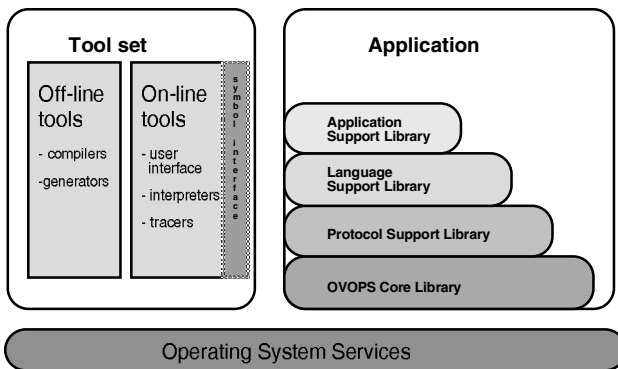 Tool set
Off-line
tools
- compilers
-generators
On-line
tools
- user
interface
- interpreters
- tracers
symbol interface
Application
Application
Support Library
Language
Support Library
Protocol Support Library
OVOPS Core Library
Operating System Services